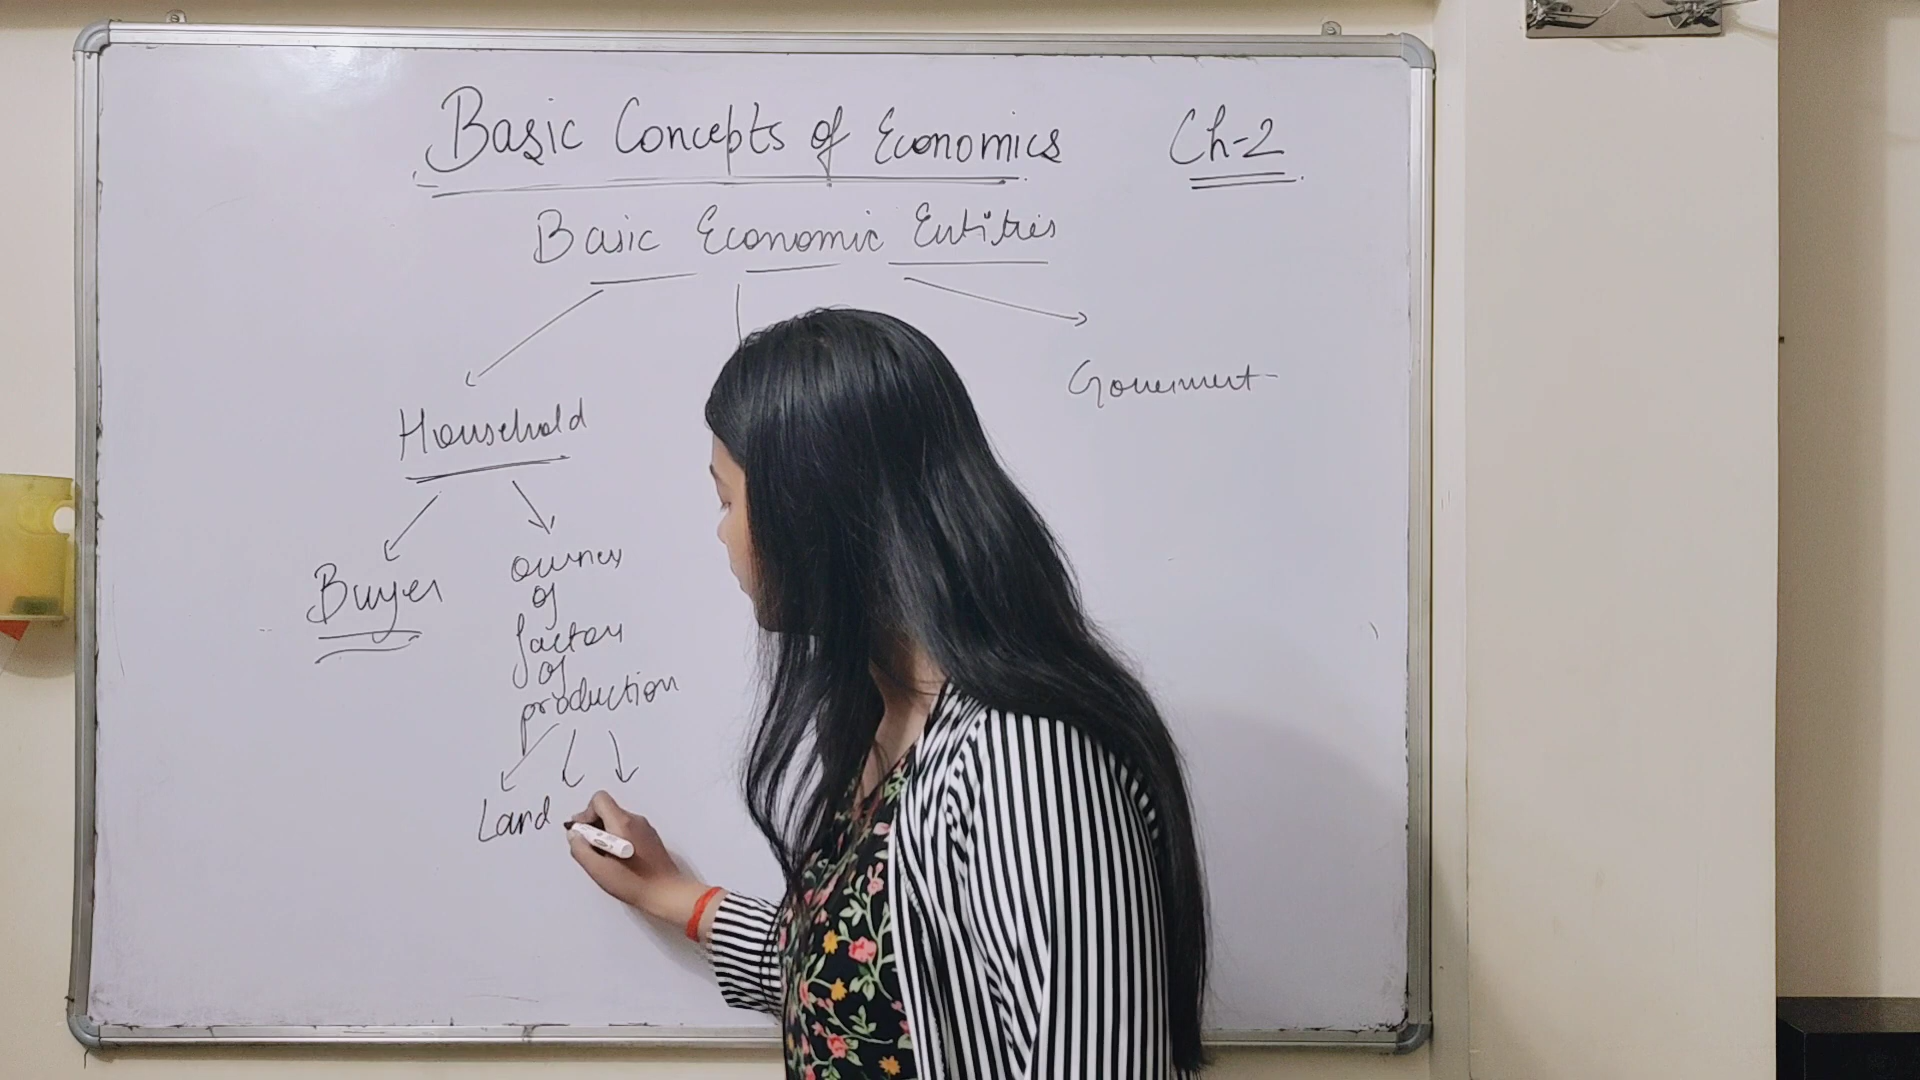 Basic Concepts of Economics Ch-2
Basic Economic Entities
Household
Government
Buyer
owner
of
factors
of
production
Land